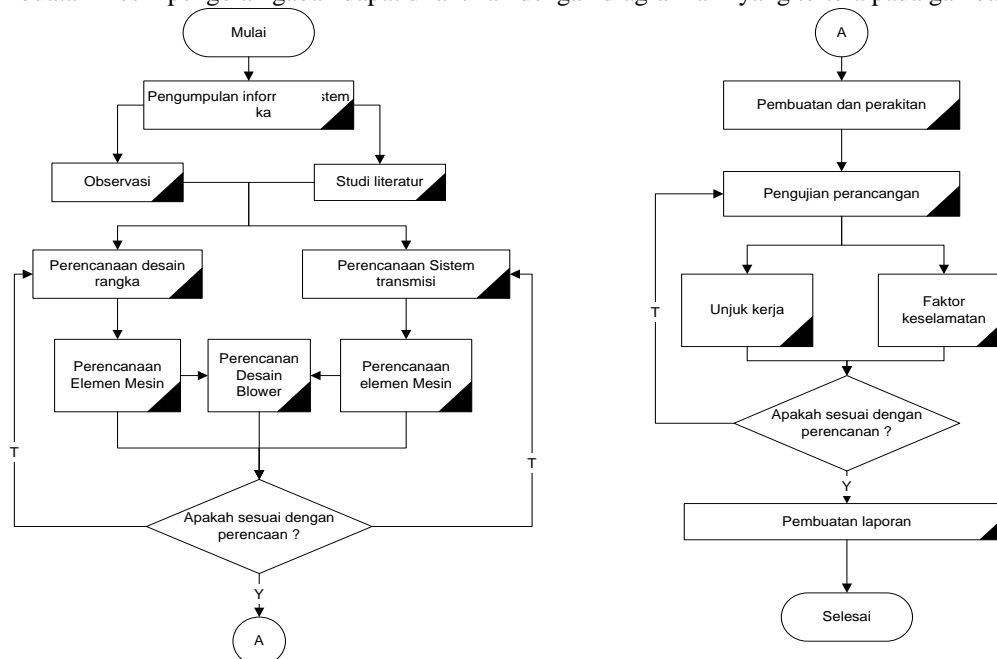 Mulai
Pengumpulan
ka
Observasi
Studi literatur
Perencanaan desain
rangka
Perencanaan Sistem
transmisi
Perencanaan
Elemen Mesin
Perencanan
Desain
Blower
Perencanaan
elemen Mesin
T
T
Apakah sesuai dengan
perencaan ?
Y
A
A
Pembuatan dan perakitan
Pengujian perancangan
T
Unjuk kerja
Faktor
keselamatan
Apakah sesuai dengan
perencanan ?
Y
Pembuatan laporan
Selesai